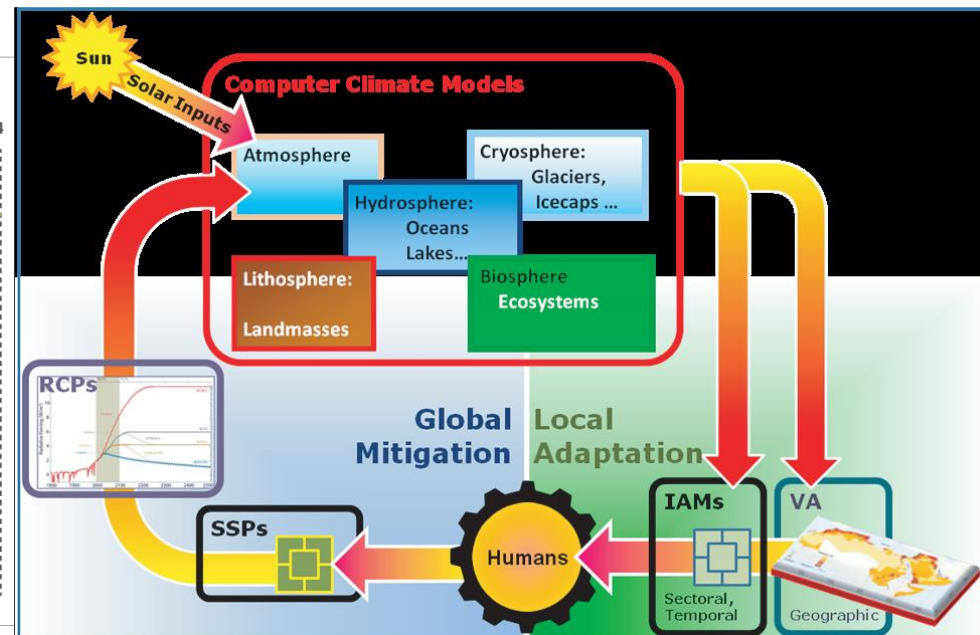 Sun
Solar Inputs
Computer Climate Models
Atmosphere
Cryosphere:
Glaciers,
Icecaps ...
Hydrosphere:
Oceans
Lakes...
Lithosphere:
Landmasses
Biosphere
Ecosystems
RCPs
Global
Mitigation
Local
Adaptation
SSPs
Humans
IAMs
Sectoral,
Temporal
VA
Geographic